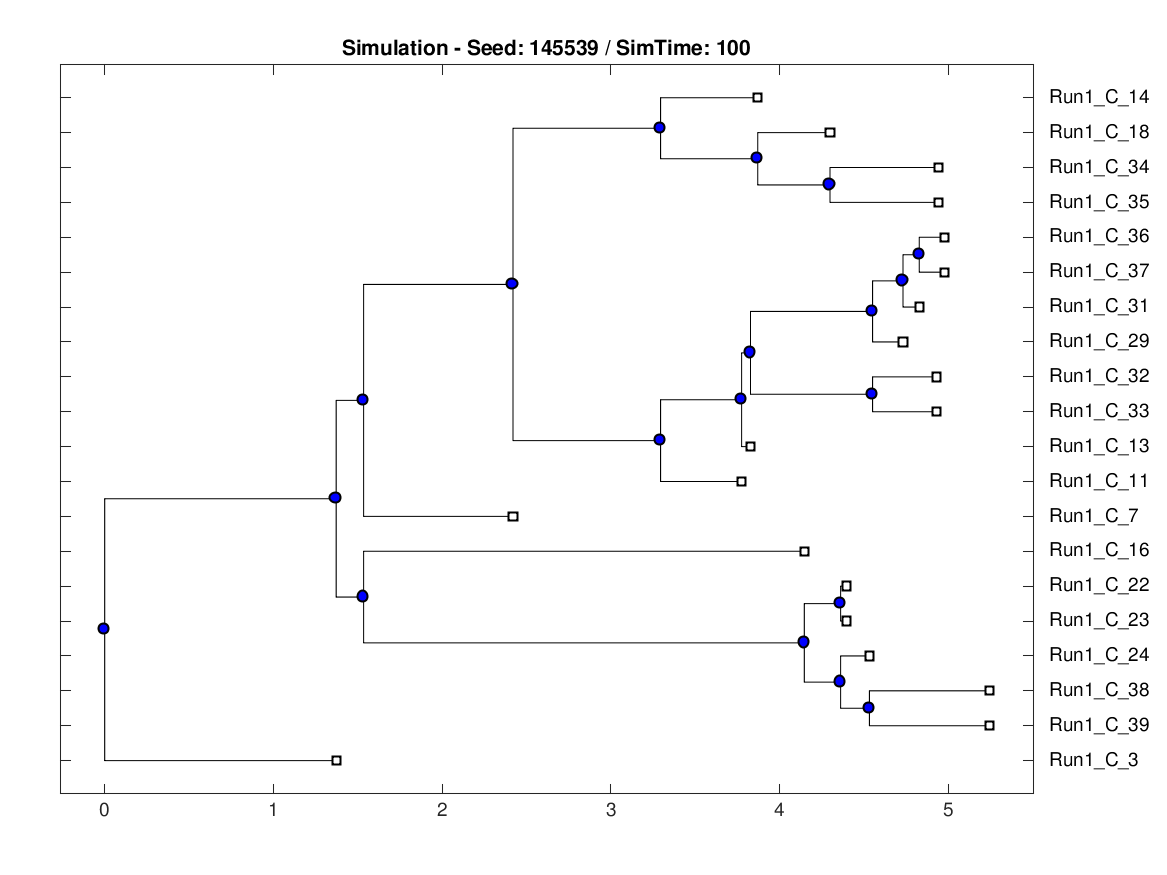 Simulation - Seed: 145539 / SimTime: 100
Run1_C_14
Run1_C_18
Run1_C_34
Run1_C_35
Run1_C_36
Run1_C_37
Run1_C_31
Run1_C_29
Run1_C_32
Run1_C_33
Run1_C_13
Run1_C_11
Run1_C_7
Run1_C_16
Run1_C_22
Run1_C_23
Run1_C_24
Run1_C_38
Run1_C_39
Run1_C_3
0 1 2 3 4 5